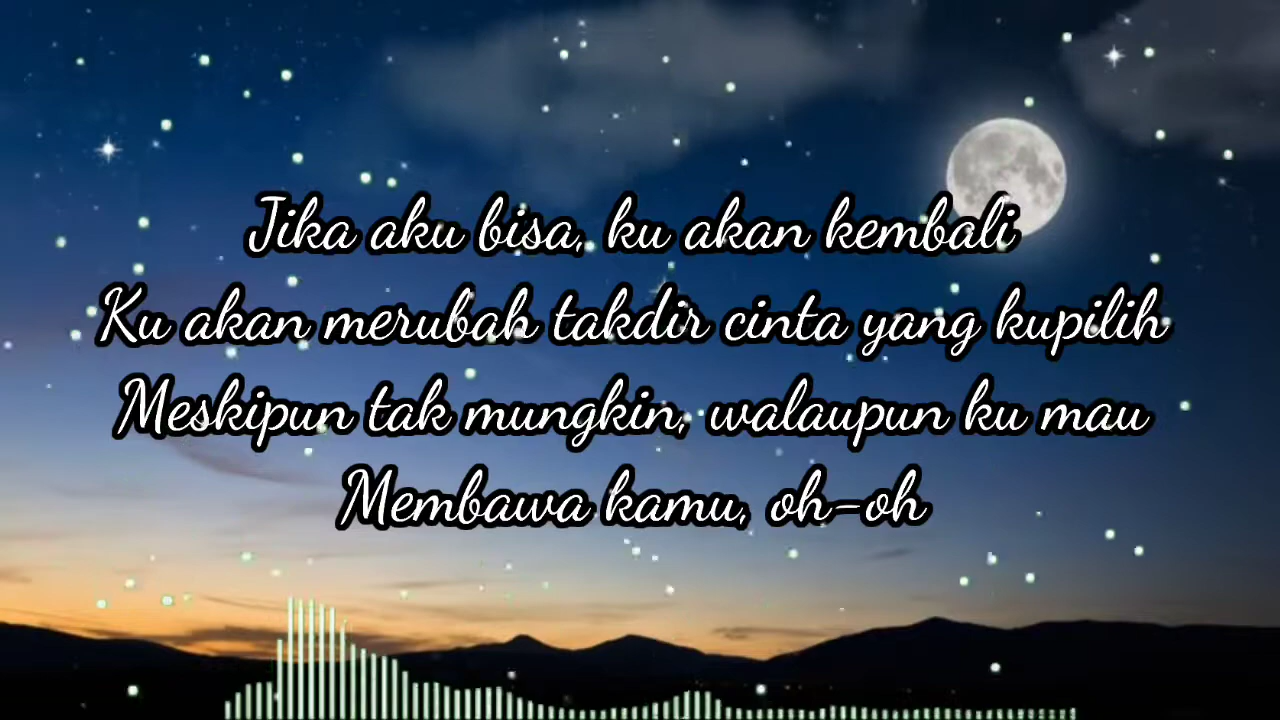 Jika aku bisa, ku akan kembali
Ku akan merubah takdir cinta yang kupilih
Meskipun tak mungkin, walaupun ku mau
Membawa kamu, oh-oh